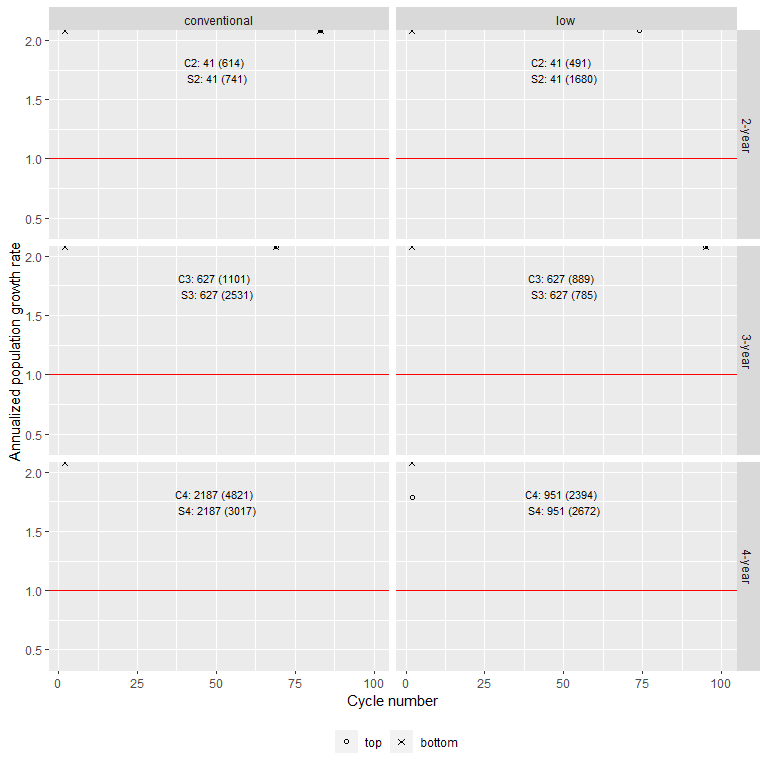 conventional
low
2.0
C2: 41 (614)
S2: 41 (741)
C2: 41 (491)
S2: 41 (1680)
1.5
1.0
0.5
2-year
2.0
C3: 627 (1101)
S3: 627 (2531)
C3: 627 (889)
S3: 627 (785)
1.5
1.0
0.5
3-year
Annualized population growth rate
2.0
C4: 2187 (4821)
S4: 2187 (3017)
C4: 951 (2394)
S4: 951 (2672)
1.5
1.0
0.5
4-year
0 25 50 75 100
0 25 50 75 100
Cycle number
top
bottom